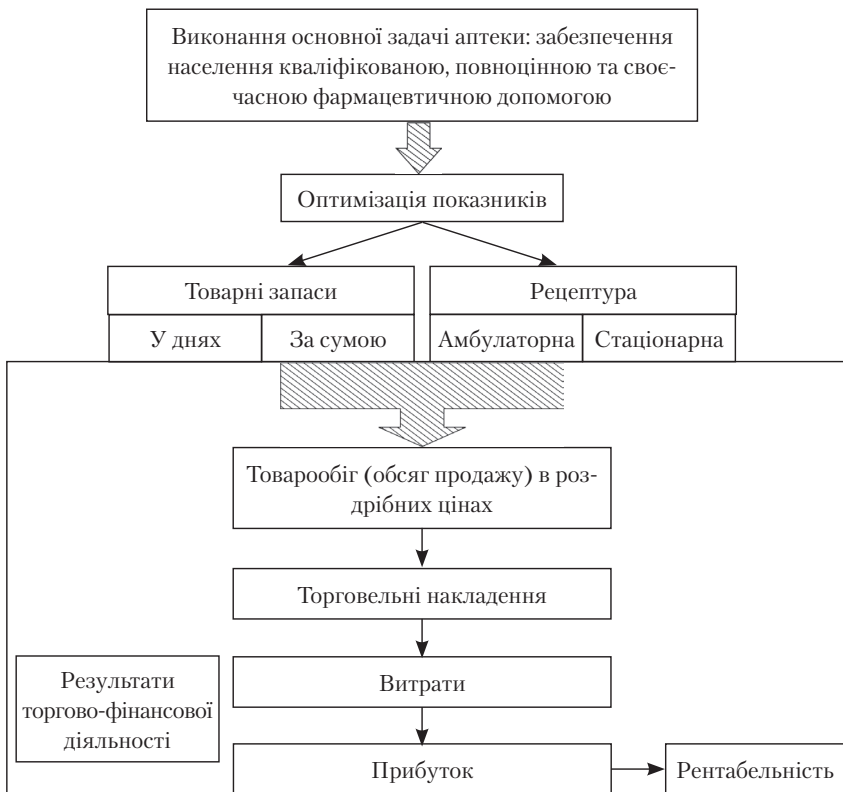 Виконання основної задачі аптеки: забезпечення
населення кваліфікованою, повноцінною та своє-
часною фармацевтичною допомогою
Оптимізація показників
Товарні запаси
Рецептура
У днях
За сумою
Амбулаторна
Стаціонарна
Товарообіг (обсяг продажу) в роз-
дрібних цінах
Торговельні накладення
Результати
торгово-фінансової
діяльності
Витрати
Прибуток
Рентабельність